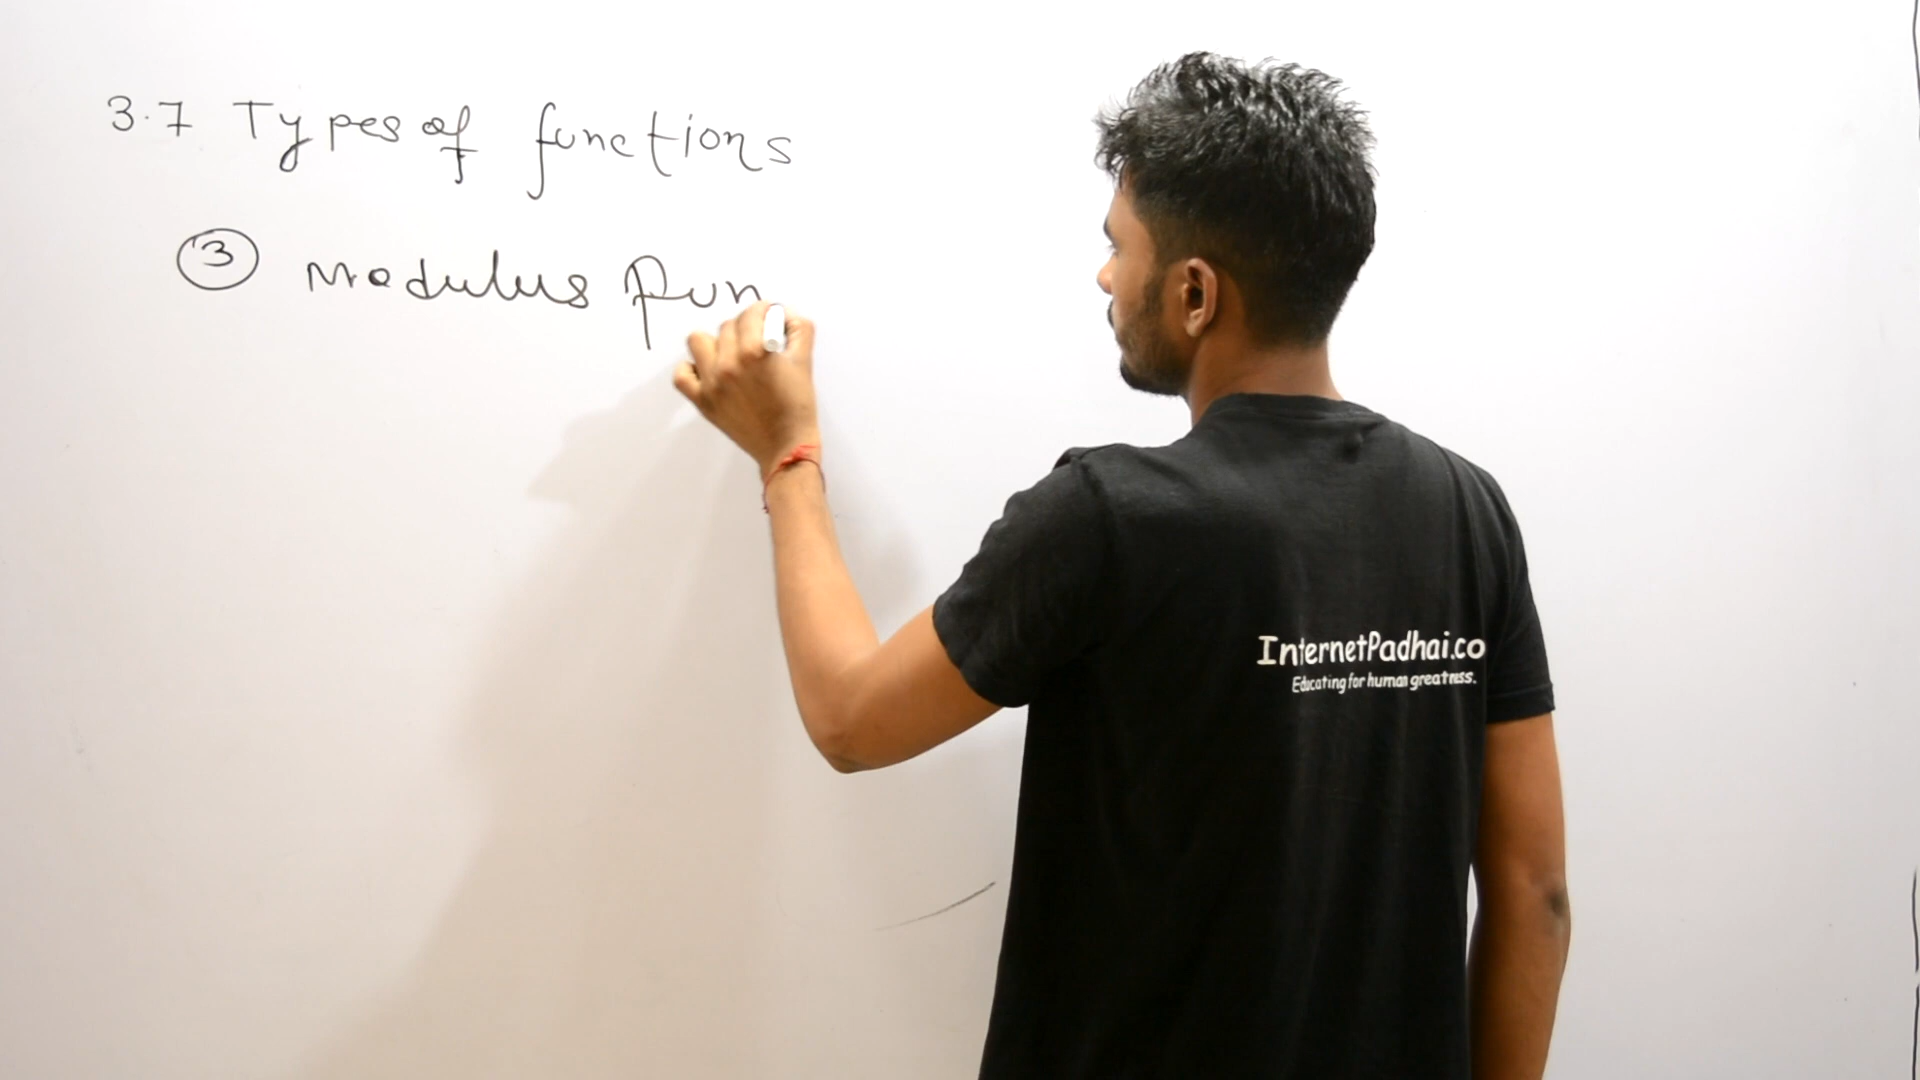 3.7 Types of functions
3 Modulus Fun
InternetPadhai.co
Educating for human greatness.